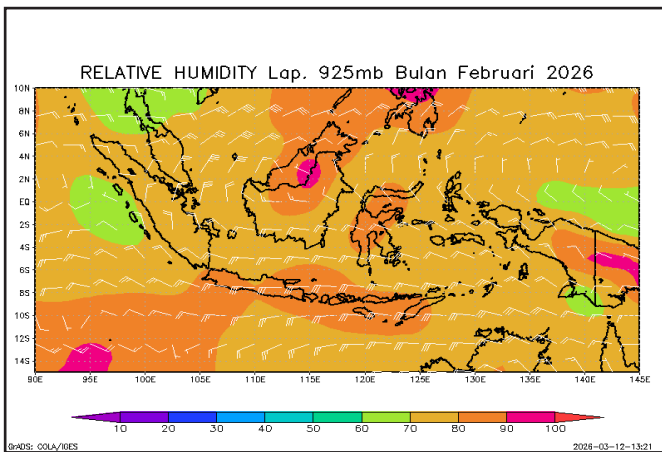 RELATIVE HUMIDITY Lap. 925mb Bulan Februari 2026
10N
8N
6N
4N
2N
EQ
2S
4S
6S
8S
10S
12S
14S
90E 95E 100E 105E 110E 115E 120E 125E 130E 135E 140E 145E
10 20 30 40 50 60 70 80 90 100
GrADS: COLA/IGES 2026-03-12-13:21